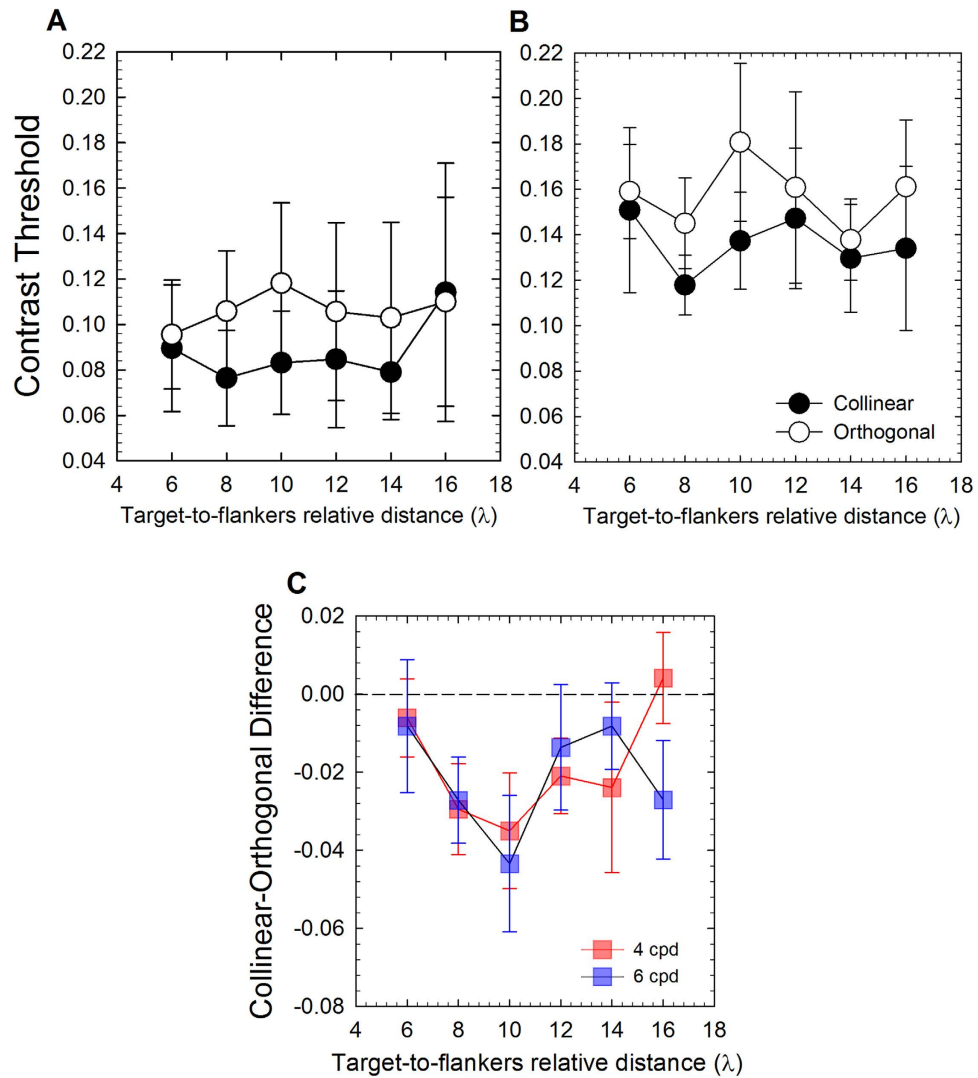 A
B
0.22
0.20
0.18
0.16
0.14
0.12
0.10
0.08
0.06
0.04
Contrast Threshold
4 6 8 10 12 14 16 18
Target-to-flankers relative distance (λ)
0.22
0.20
0.18
0.16
0.14
0.12
0.10
0.08
0.06
0.04
Collinear
Orthogonal
4 6 8 10 12 14 16 18
Target-to-flankers relative distance (λ)
C
0.02
0.00
-0.02
-0.04
-0.06
-0.08
Collinear-Orthogonal Difference
4 cpd
6 cpd
4 6 8 10 12 14 16 18
Target-to-flankers relative distance (λ)